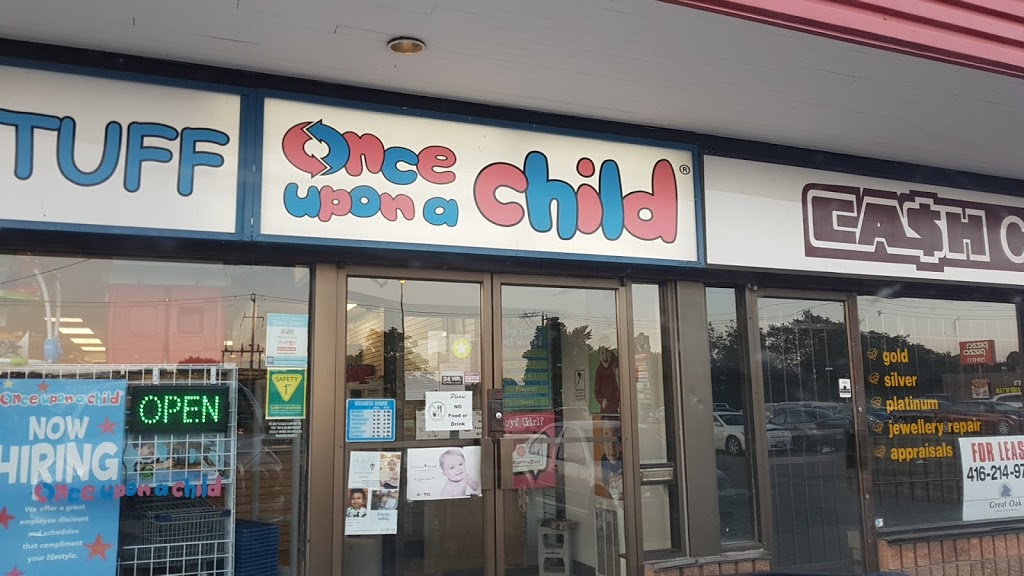 TUFF
Once
upon a child®
CA$H C
OPEN
once upon a child
NOW
HIRING
Once upon a child
We offer a great
employee discount
and schedules
that compliment
your lifestyle.
SAFETY
Please
NO
Food or
Drink
gold
silver
platinum
jewellery repair
appraisals
FOR LEAS
416-214-97
Great Oak